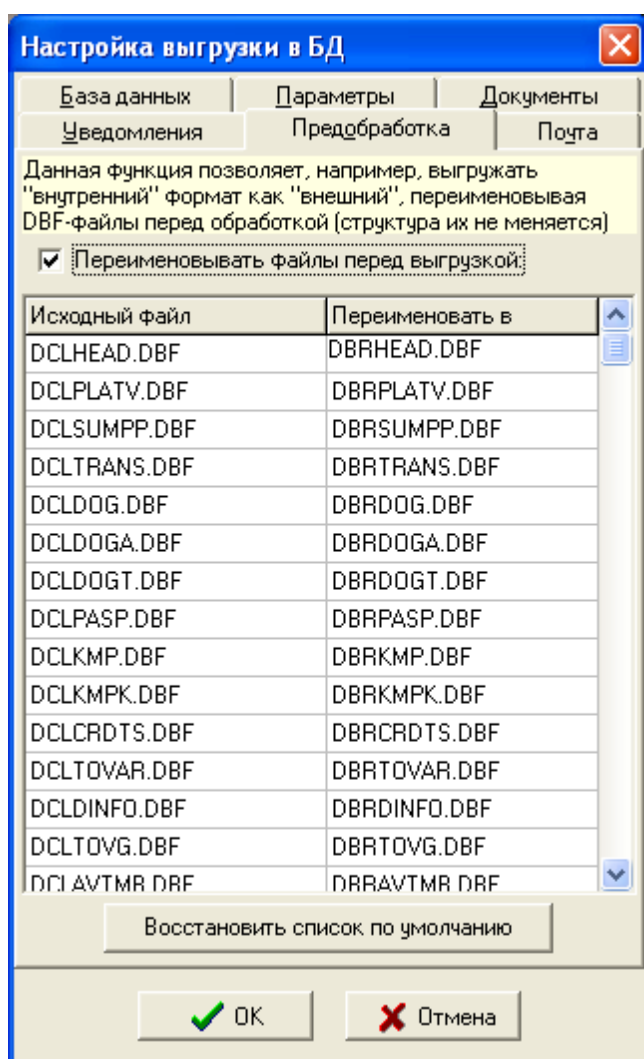 Настройка выгрузки в БД
База данных Параметры Документы
Уведомления Предобработка Почта
Данная функция позволяет, например, выгружать
"внутренний" формат как "внешний", переименовывая
DBF-файлы перед обработкой (структура их не меняется)
Переименовывать файлы перед выгрузкой:
Исходный файл Переименовать в
DCLHEAD.DBF DBRHEAD.DBF
DCLPLATV.DBF DBRPLATV.DBF
DCLSUMPP.DBF DBRSUMPP.DBF
DCLTRANS.DBF DBRTRANS.DBF
DCLDOG.DBF DBRDOG.DBF
DCLDOGA.DBF DBRDOGA.DBF
DCLDOGT.DBF DBRDOGT.DBF
DCLPASP.DBF DBRPASP.DBF
DCLKMP.DBF DBRKMP.DBF
DCLKMPK.DBF DBRKMPK.DBF
DCLCRDTS.DBF DBRCRDTS.DBF
DCLTOVAR.DBF DBRTOVAR.DBF
DCLDINFO.DBF DBRDINFO.DBF
DCLTOVG.DBF DBRTOVG.DBF
DCLAVTMB.DBF DBRAVTMB.DBF
Восстановить список по умолчанию
OK Отмена